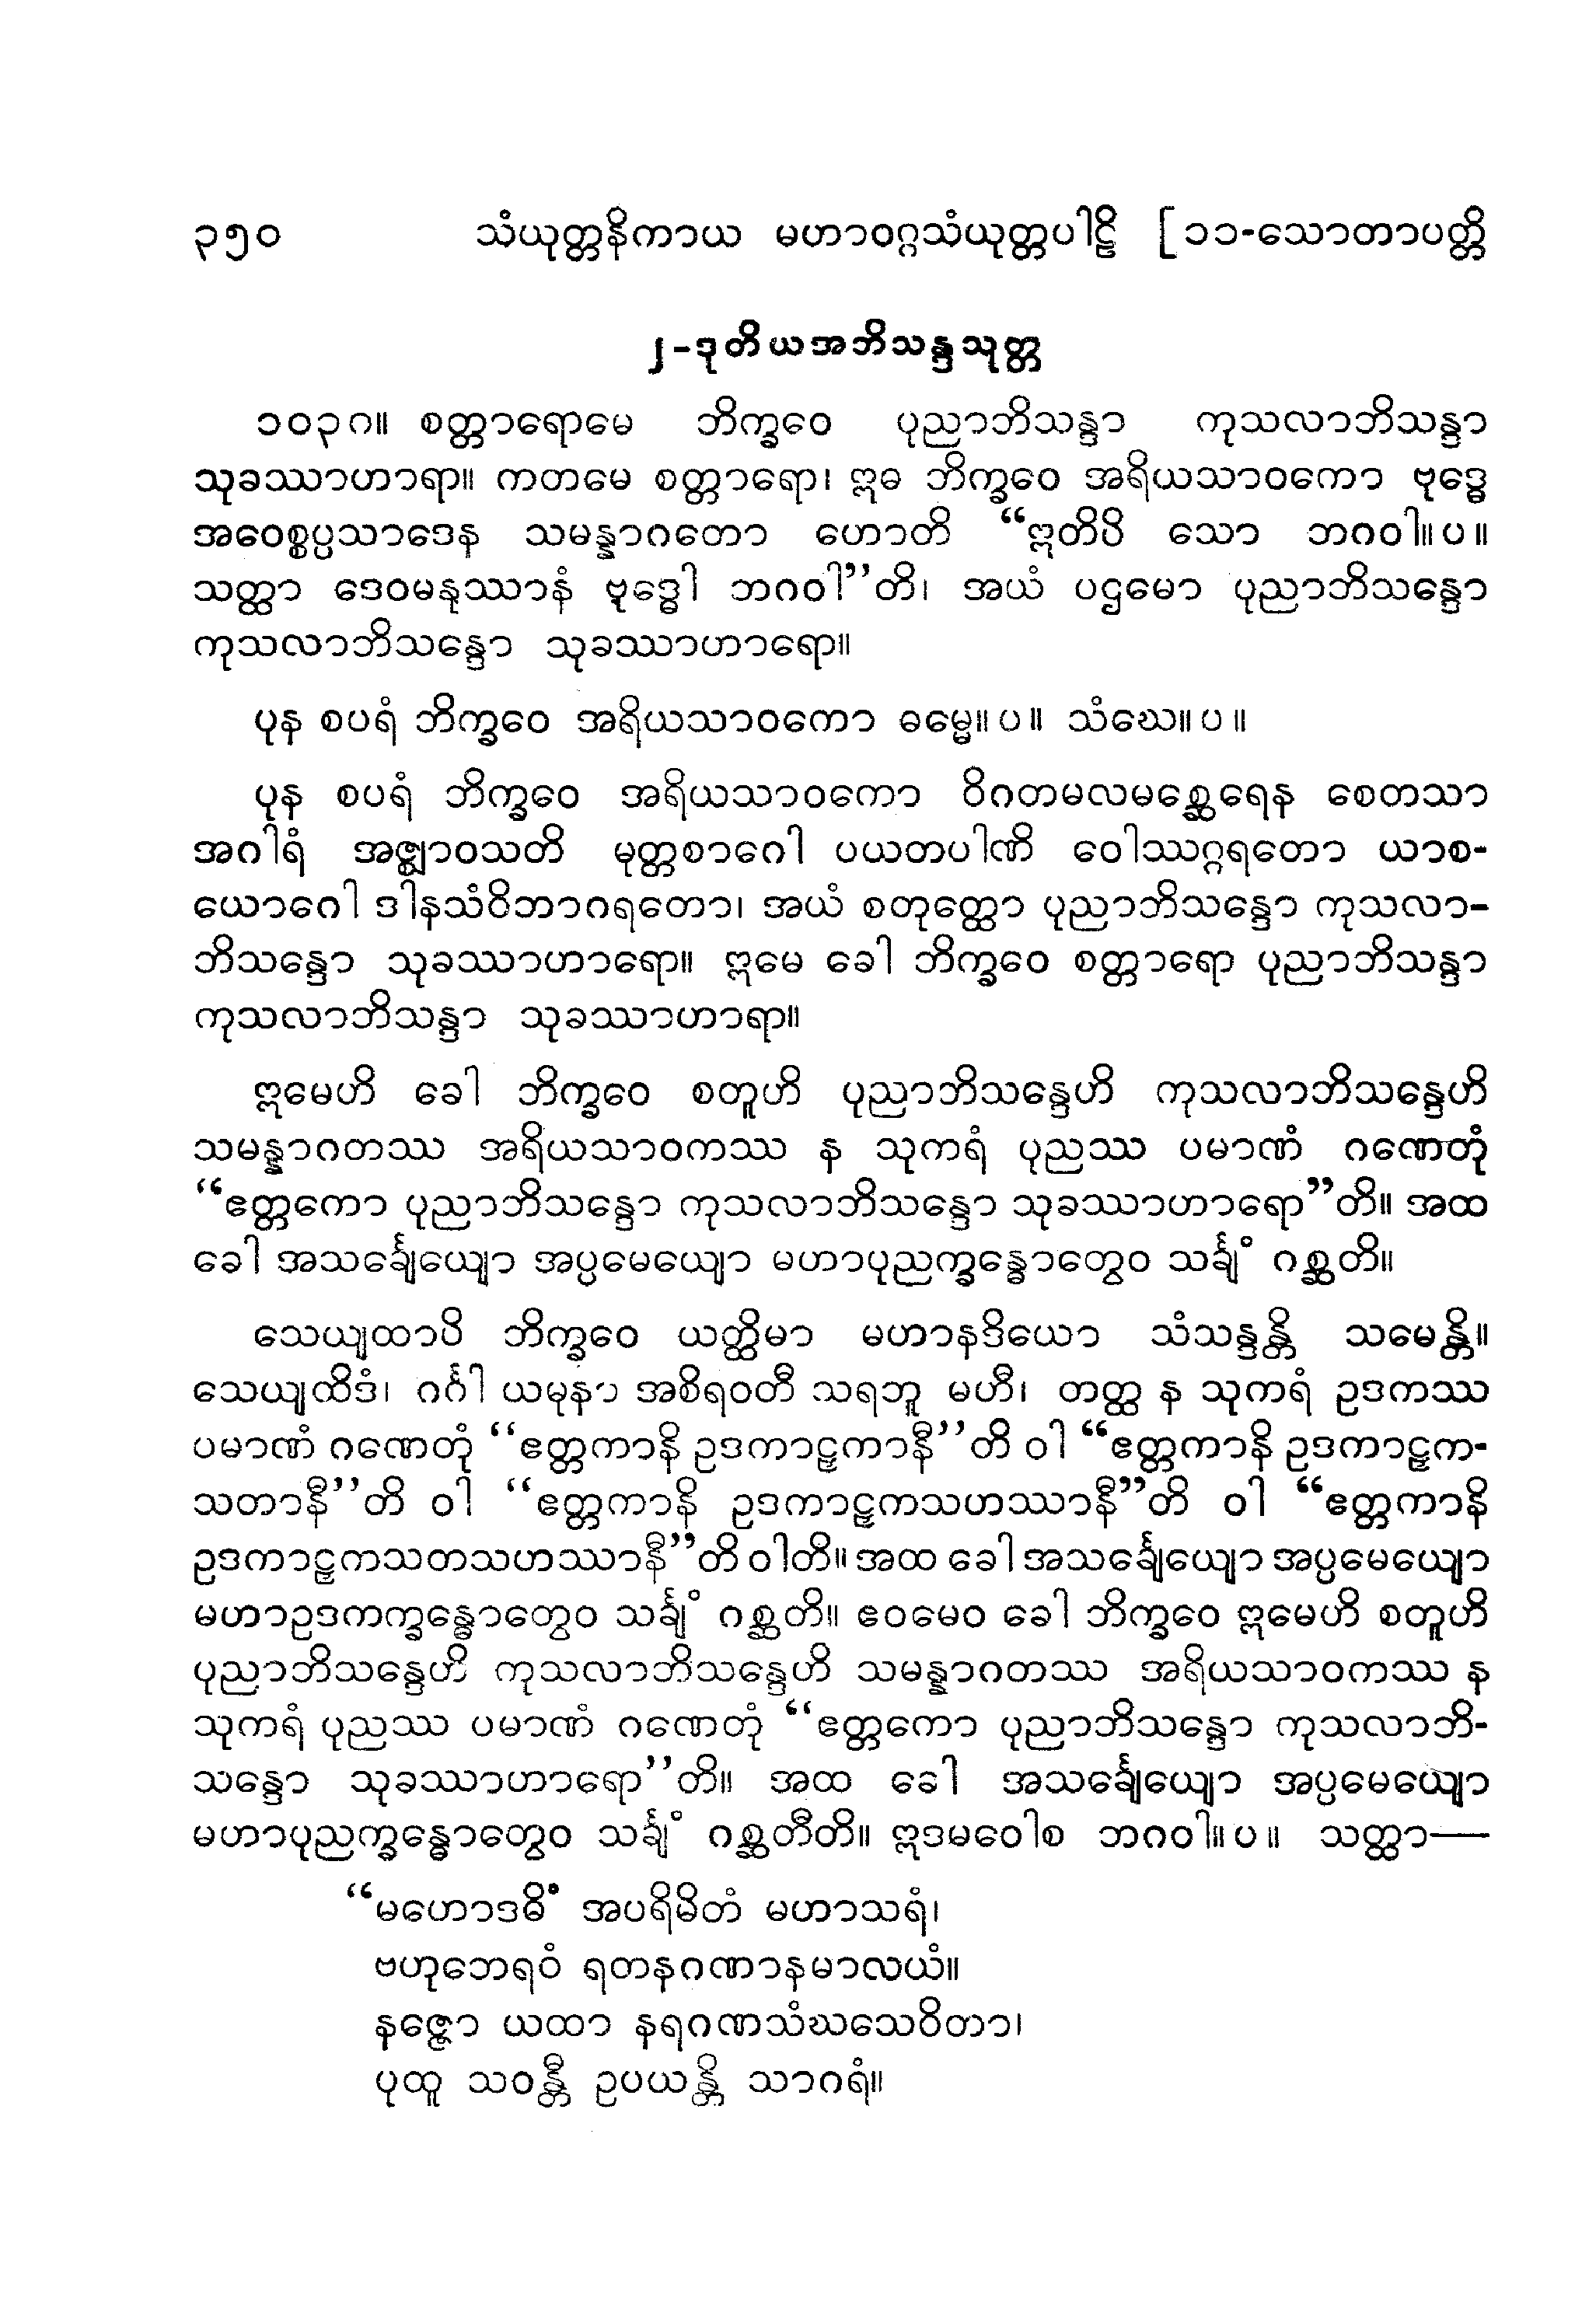 ၃၅၀ သံယုတ္တနိကာယ မဟာဝဂ္ဂသံယုတ္တပါဠိ [ ၁၁-သောတာပတ္တိ
၂-ဒုတိယအဘိသန္ဒသုတ္တ
၁၀၃၇။ စတ္တာရောမေ ဘိက္ခဝေ ပုညာဘိသန္ဒာ ကုသလာဘိသန္ဒာ
သုခဿာဟာရာ။ ကတမေ စတ္တာရော၊ ဣဓ ဘိက္ခဝေ အရိယသာဝကော ဗုဒ္ဓေ
အဝေစ္စပ္ပသာဒေန သမန္နာဂတော ဟောတိ “ဣတိပိ သော ဘဂဝါ။ပ။
သတ္ထာ ဒေဝမနုဿာနံ ဗုဒ္ဓေါ ဘဂဝါ”တိ၊ အယံ ပဌမော ပုညာဘိသန္ဒော
ကုသလာဘိသန္ဒော သုခဿာဟာရော။
ပုန စပရံ ဘိက္ခဝေ အရိယသာဝကော ဓမ္မေ။ပ။ သံဃေ။ပ။
ပုန စပရံ ဘိက္ခဝေ အရိယသာဝကော ဝိဂတမလမစ္ဆေရေန စေတသာ
အဂါရံ အဇ္ဈာဝသတိ မုတ္တစာဂေါ ပယတပါဏိ ဝေါဿဂ္ဂရတော ယာစ-
ယောဂေါ ဒါနသံဝိဘာဂရတော၊ အယံ စတုတ္ထော ပုညာဘိသန္ဒော ကုသလာ-
ဘိသန္ဒော သုခဿာဟာရော။ ဣမေ ခေါ ဘိက္ခဝေ စတ္တာရော ပုညာဘိသန္ဒာ
ကုသလာဘိသန္ဒာ သုခဿာဟာရာ။
ဣမေဟိ ခေါ ဘိက္ခဝေ စတူဟိ ပုညာဘိသန္ဒေဟိ ကုသလာဘိသန္ဒေဟိ
သမန္နာဂတဿ အရိယသာဝကဿ န သုကရံ ပုညဿ ပမာဏံ ဂဏေတုံ
“ဧတ္တကော ပုညာဘိသန္ဒော ကုသလာဘိသန္ဒော သုခဿာဟာရော”တိ။ အထ
ခေါ အသင်္ချေယျော အပ္ပမေယျော မဟာပုညက္ခန္ဓောတွေဝ သင်္ချံ ဂစ္ဆတိ။
သေယျထာပိ ဘိက္ခဝေ ယတ္ထိမာ မဟာနဒိယော သံသန္ဒန္တိ သမေန္တိ။
သေယျထိဒံ၊ ဂင်္ဂါ ယမုနာ အစိရဝတီ သရဘူ မဟီ၊ တတ္ထ န သုကရံ ဥဒကဿ
ပမာဏံ ဂဏေတုံ “ဧတ္တကာနိ ဥဒကာဠှကာနီ”တိ ဝါ “ဧတ္တကာနိ ဥဒကာဠှက-
သတာနီ”တိ ဝါ “ဧတ္တကာနိ ဥဒကာဠှကသဟဿာနီ”တိ ဝါ “ဧတ္တကာနိ
ဥဒကာဠှကသတသဟဿာနီ”တိ ဝါတိ။ အထ ခေါ အသင်္ချေယျော အပ္ပမေယျော
မဟာဥဒကက္ခန္ဓောတွေဝ သင်္ချံ ဂစ္ဆတိ။ ဧဝမေဝ ခေါ ဘိက္ခဝေ ဣမေဟိ စတူဟိ
ပုညာဘိသန္ဒေဟိ ကုသလာဘိသန္ဒေဟိ သမန္နာဂတဿ အရိယသာဝကဿ န
သုကရံ ပုညဿ ပမာဏံ ဂဏေတုံ “ဧတ္တကော ပုညာဘိသန္ဒော ကုသလာဘိ-
သန္ဒော သုခဿာဟာရော”တိ။ အထ ခေါ အသင်္ချေယျော အပ္ပမေယျော
မဟာပုညက္ခန္ဓောတွေဝ သင်္ချံ ဂစ္ဆတီတိ။ ဣဒမဝေါစ ဘဂဝါ။ပ။ သတ္ထာ—
“မဟောဒဓိံ အပရိမိတံ မဟာသရံ၊
ဗဟုဘေရဝံ ရတနဂဏာနမာလယံ။
နဇ္ဇော ယထာ နရဂဏသံဃသေဝိတာ၊
ပုထူ သဝန္တီ ဥပယန္တိ သာဂရံ။